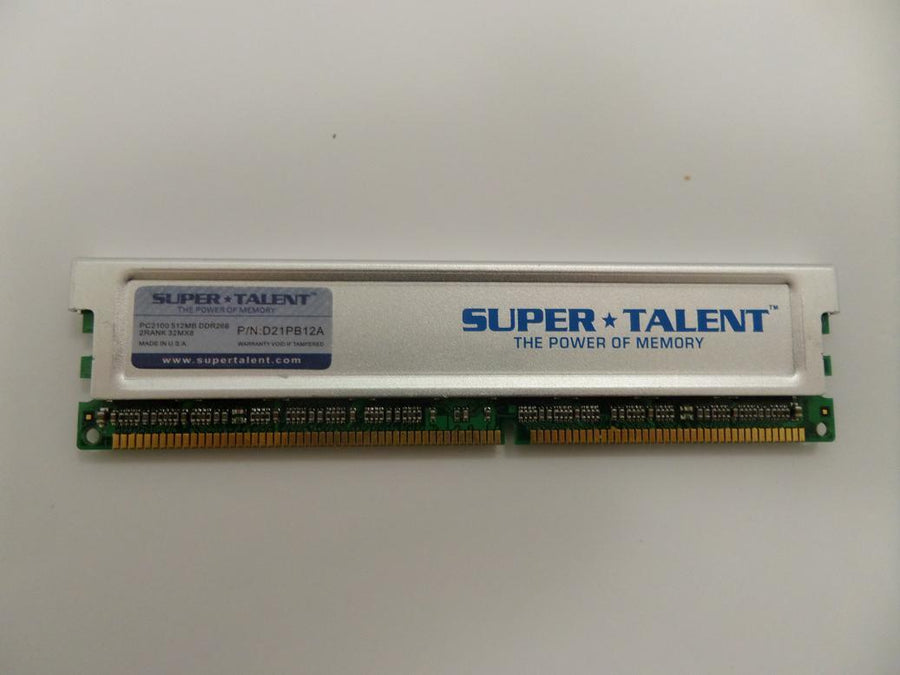 SUPER★TALENT™
THE POWER OF MEMORY
PC2100 512MB DDR266
2RANK 32MX8
P/N:D21PB12A
MADE IN U.S.A
WARRANTY VOID IF TAMPERED
www.supertalent.com
SUPER★TALENT™
THE POWER OF MEMORY